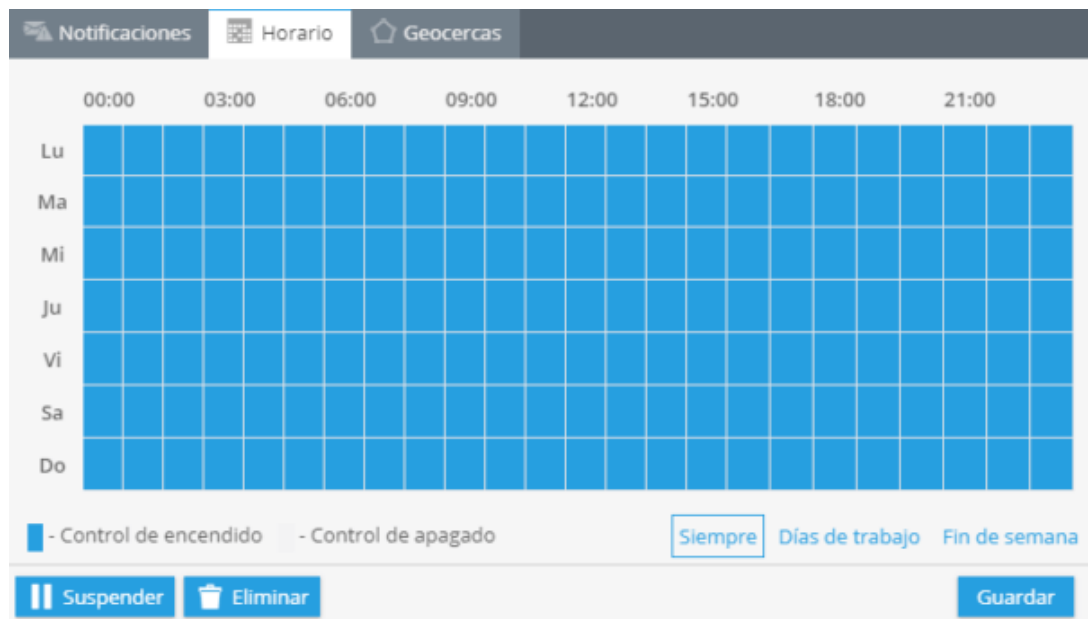 Notificaciones Horario Geocercas
00:00 03:00 06:00 09:00 12:00 15:00 18:00 21:00
Lu
Ma
Mi
Ju
Vi
Sa
Do
- Control de encendido - Control de apagado Siempre Días de trabajo Fin de semana
Suspender Eliminar Guardar